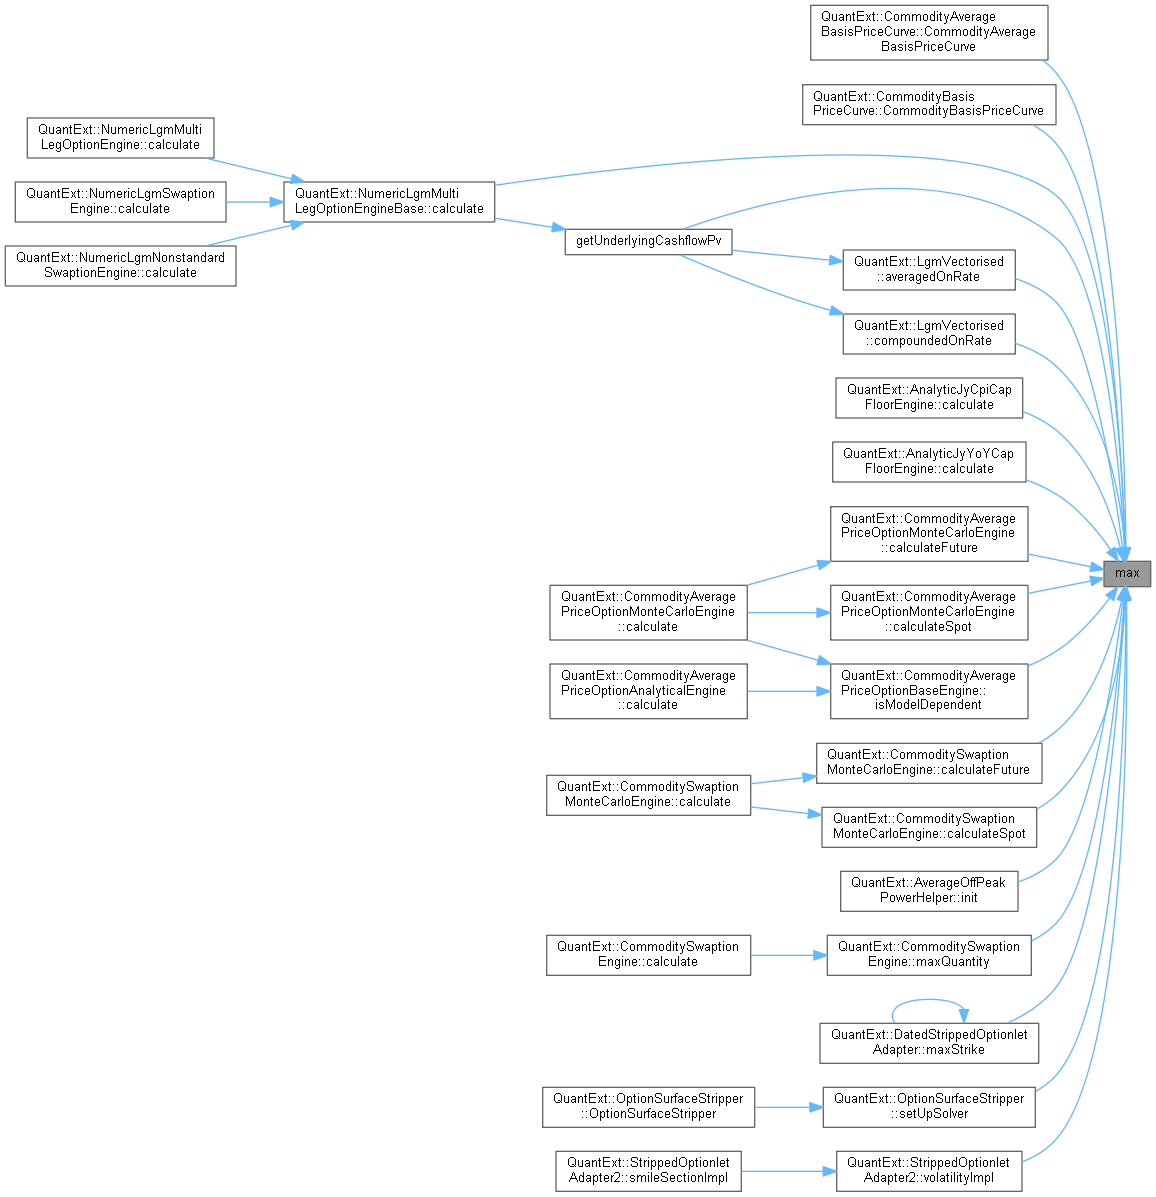 QuantExt::CommodityAverage
BasisPriceCurve::CommodityAverage
BasisPriceCurve
QuantExt::CommodityBasis
PriceCurve::CommodityBasisPriceCurve
QuantExt::NumericLgmMulti
LegOptionEngine::calculate
QuantExt::NumericLgmSwaption
Engine::calculate
QuantExt::NumericLgmNonstandard
SwaptionEngine::calculate
QuantExt::NumericLgmMulti
LegOptionEngineBase::calculate
getUnderlyingCashflowPv
QuantExt::LgmVectorised
::averagedOnRate
QuantExt::LgmVectorised
::compoundedOnRate
QuantExt::AnalyticJyCpiCap
FloorEngine::calculate
QuantExt::AnalyticJyYoYCap
FloorEngine::calculate
QuantExt::CommodityAverage
PriceOptionMonteCarloEngine
::calculateFuture
max
QuantExt::CommodityAverage
PriceOptionMonteCarloEngine
::calculate
QuantExt::CommodityAverage
PriceOptionMonteCarloEngine
::calculateSpot
QuantExt::CommodityAverage
PriceOptionAnalyticalEngine
::calculate
QuantExt::CommodityAverage
PriceOptionBaseEngine::
isModelDependent
QuantExt::CommoditySwaption
MonteCarloEngine::calculateFuture
QuantExt::CommoditySwaption
MonteCarloEngine::calculate
QuantExt::CommoditySwaption
MonteCarloEngine::calculateSpot
QuantExt::AverageOffPeak
PowerHelper::init
QuantExt::CommoditySwaption
Engine::calculate
QuantExt::CommoditySwaption
Engine::maxQuantity
QuantExt::DatedStrippedOptionlet
Adapter::maxStrike
QuantExt::OptionSurfaceStripper
::OptionSurfaceStripper
QuantExt::OptionSurfaceStripper
::setUpSolver
QuantExt::StrippedOptionlet
Adapter2::smileSectionImpl
QuantExt::StrippedOptionlet
Adapter2::volatilityImpl